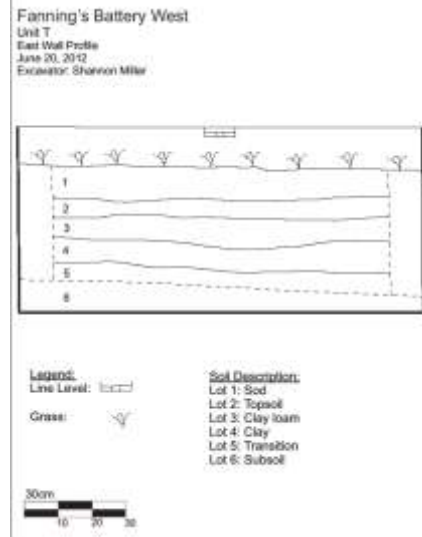 Fanning's Battery West
Unit T
East Wall Profile
June 20, 2012
Excavator: Shannon Miller
1
2
3
4
5
6
Legend:
Line Level:
Grass:
Soil Description:
Lot 1: Sod
Lot 2: Topsoil
Lot 3: Clay loam
Lot 4: Clay
Lot 5: Transition
Lot 6: Subsoil
30cm
10 20 30